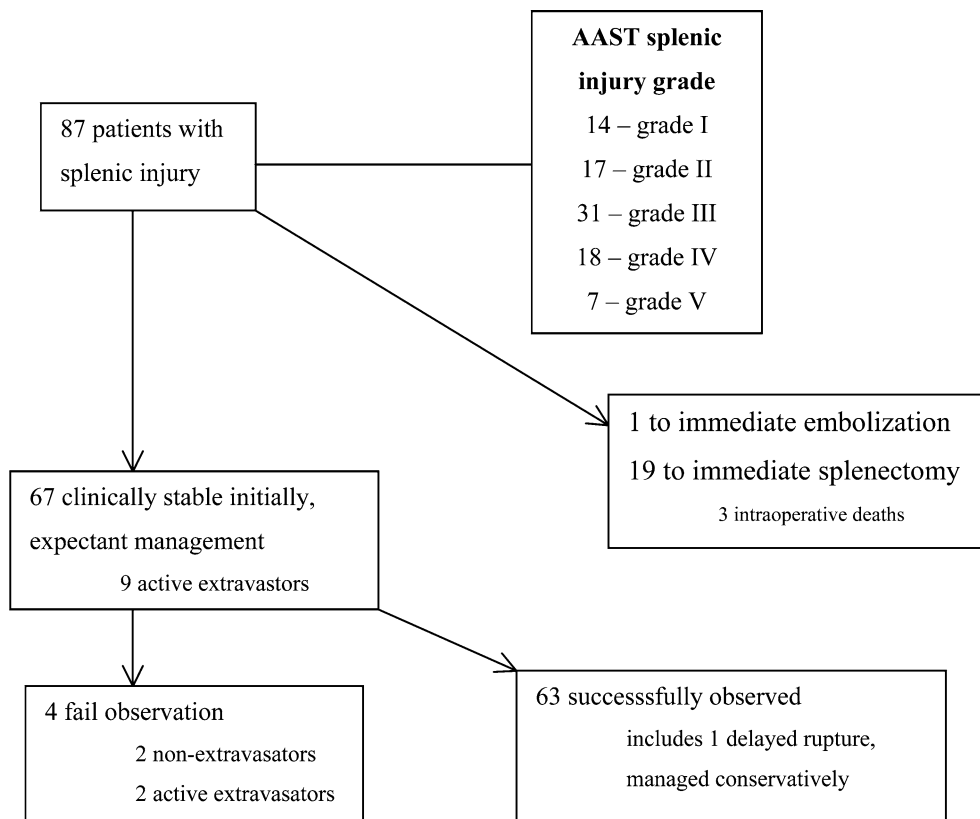 AAST splenic
injury grade
14 – grade I
17 – grade II
31 – grade III
18 – grade IV
7 – grade V
87 patients with
splenic injury
1 to immediate embolization
19 to immediate splenectomy
3 intraoperative deaths
67 clinically stable initially,
expectant management
9 active extravastors
4 fail observation
2 non-extravasators
2 active extravasators
63 successsfully observed
includes 1 delayed rupture,
managed conservatively